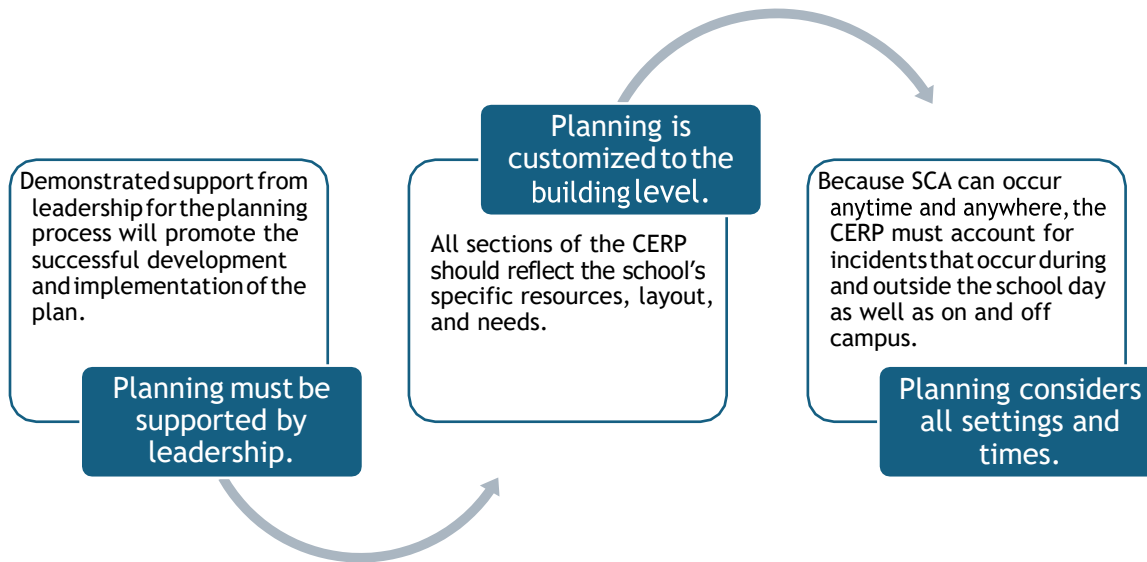 Demonstrated support from
leadership for the planning
process will promote the
successful development
and implementation of the
plan.
Planning must be
supported by
leadership.
Planning is
customized to the
building level.
All sections of the CERP
should reflect the school's
specific resources, layout,
and needs.
Because SCA can occur
anytime and anywhere, the
CERP must account for
incidents that occur during
and outside the school day
as well as on and off
campus.
Planning considers
all settings and
times.